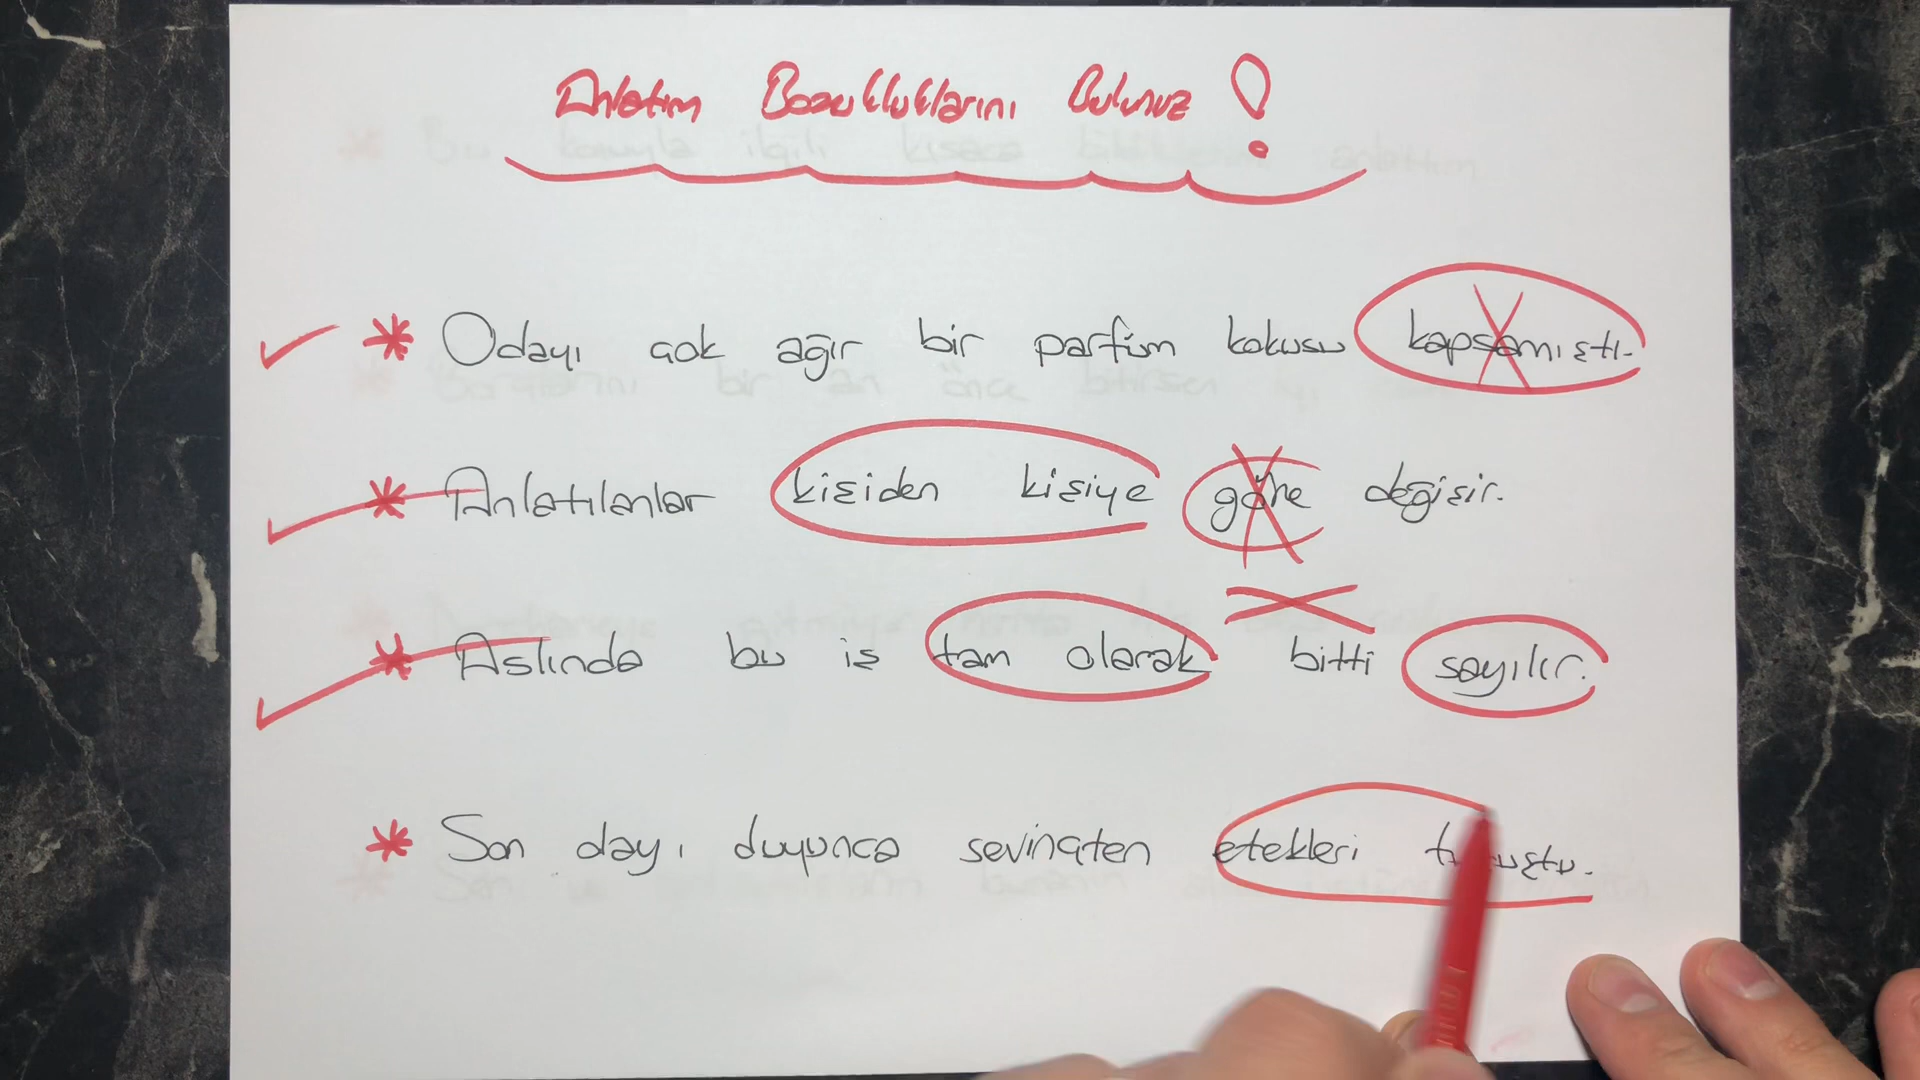 Anlatım Bozukluklarını Bulunuz !
* Odayı çok ağır bir parfüm kokusu kapsamıştı.
* Anlatılanlar kişiden kişiye göre değişir.
* Aslında bu iş tam olarak bitti sayılır.
* Son dayı duyunca sevinçten etekleri tutuştu.